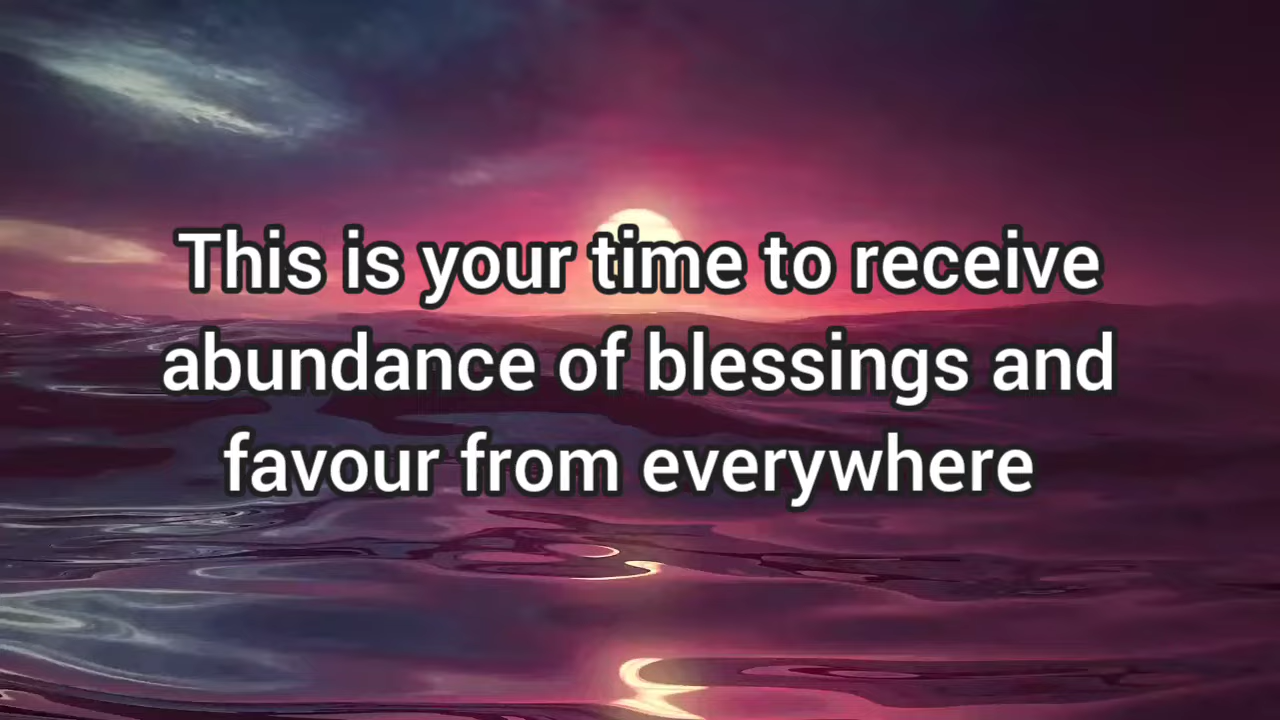 This is your time to receive
abundance of blessings and
favour from everywhere